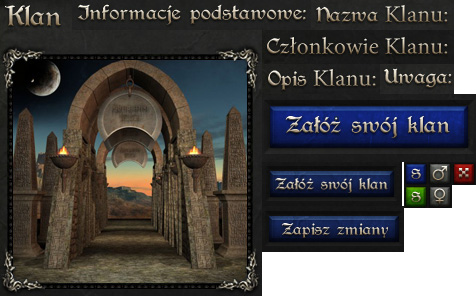 Klan
Informacje podstawowe:
Nazwa Klanu:
Członkowie Klanu:
Opis Klanu:
Uwaga:
Załóż swój klan
Załóż swój klan
S
S
Zapisz zmiany